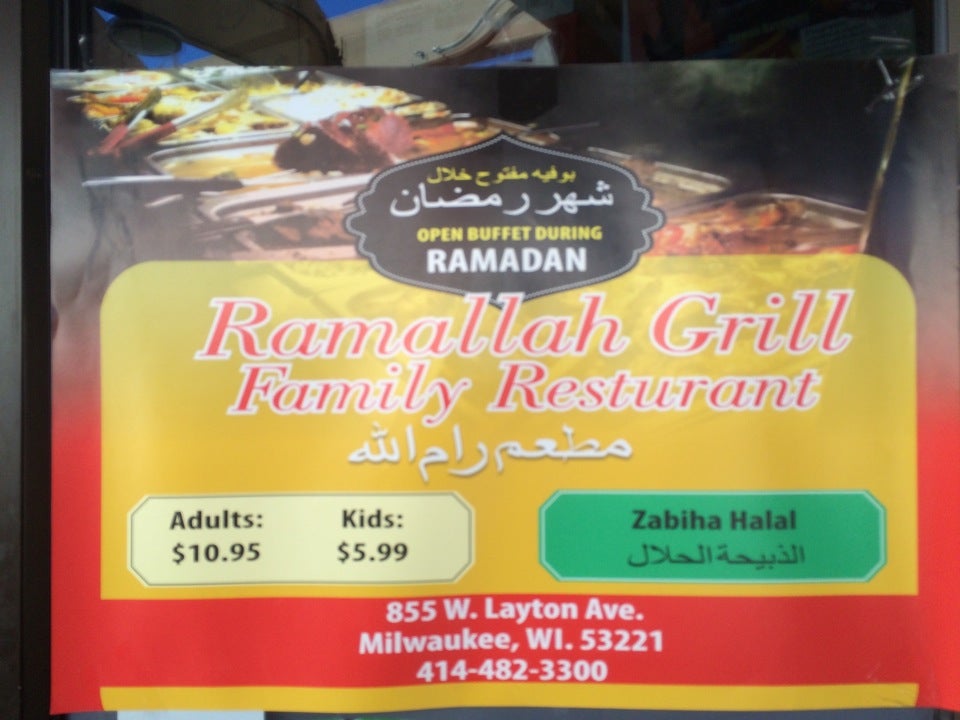 بوفيه مفتوح خلال
شهر رمضان
OPEN BUFFET DURING
RAMADAN
Ramallah Grill
Family Resturant
مطعم رام الله
Adults: Kids:
$10.95 $5.99
Zabiha Halal
الذبيحة الحلال
855 W. Layton Ave.
Milwaukee, WI. 53221
414-482-3300